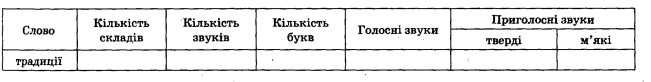 Слово Кількість складів Кількість звуків Кількість букв Голосні звуки Приголосні звуки
тверді м'які
традиції